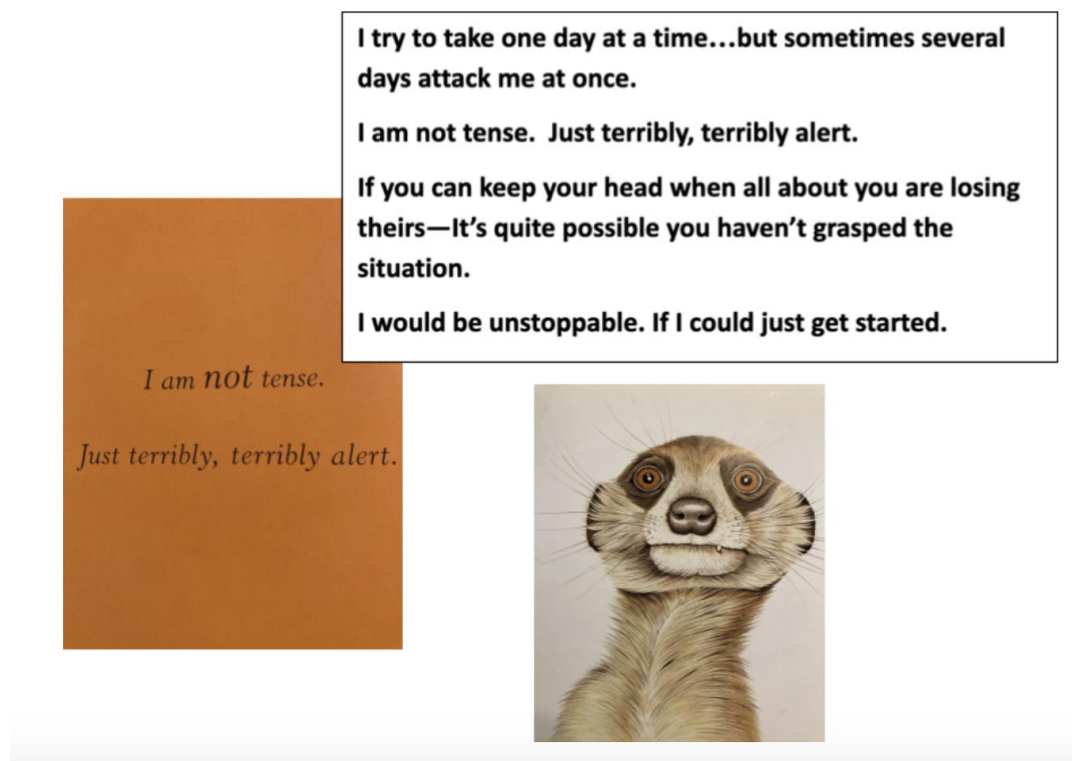 I try to take one day at a time...but sometimes several
days attack me at once.
I am not tense.  Just terribly, terribly alert.
If you can keep your head when all about you are losing
theirs—It's quite possible you haven't grasped the
situation.
I would be unstoppable. If I could just get started.
I am not tense.
Just terribly, terribly alert.